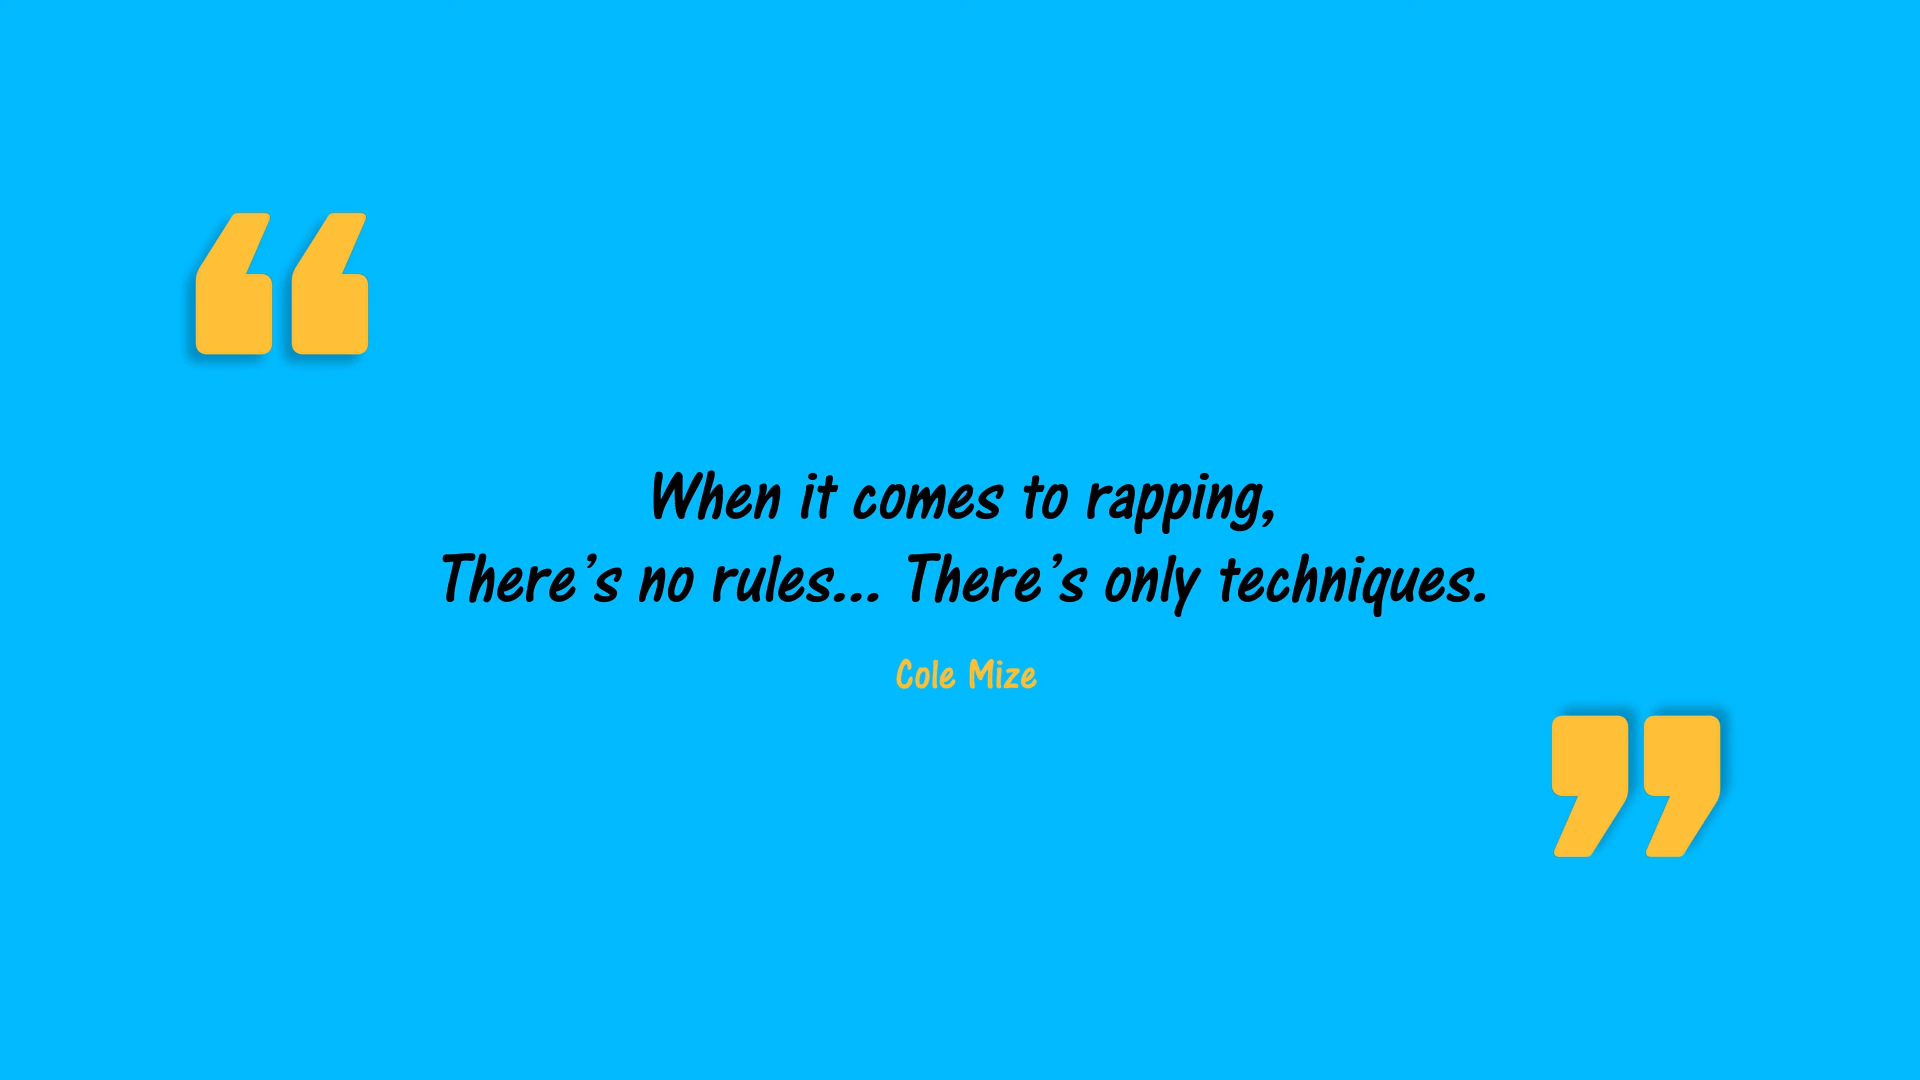 “
When it comes to rapping,
There’s no rules... There’s only techniques.
Cole Mize
”